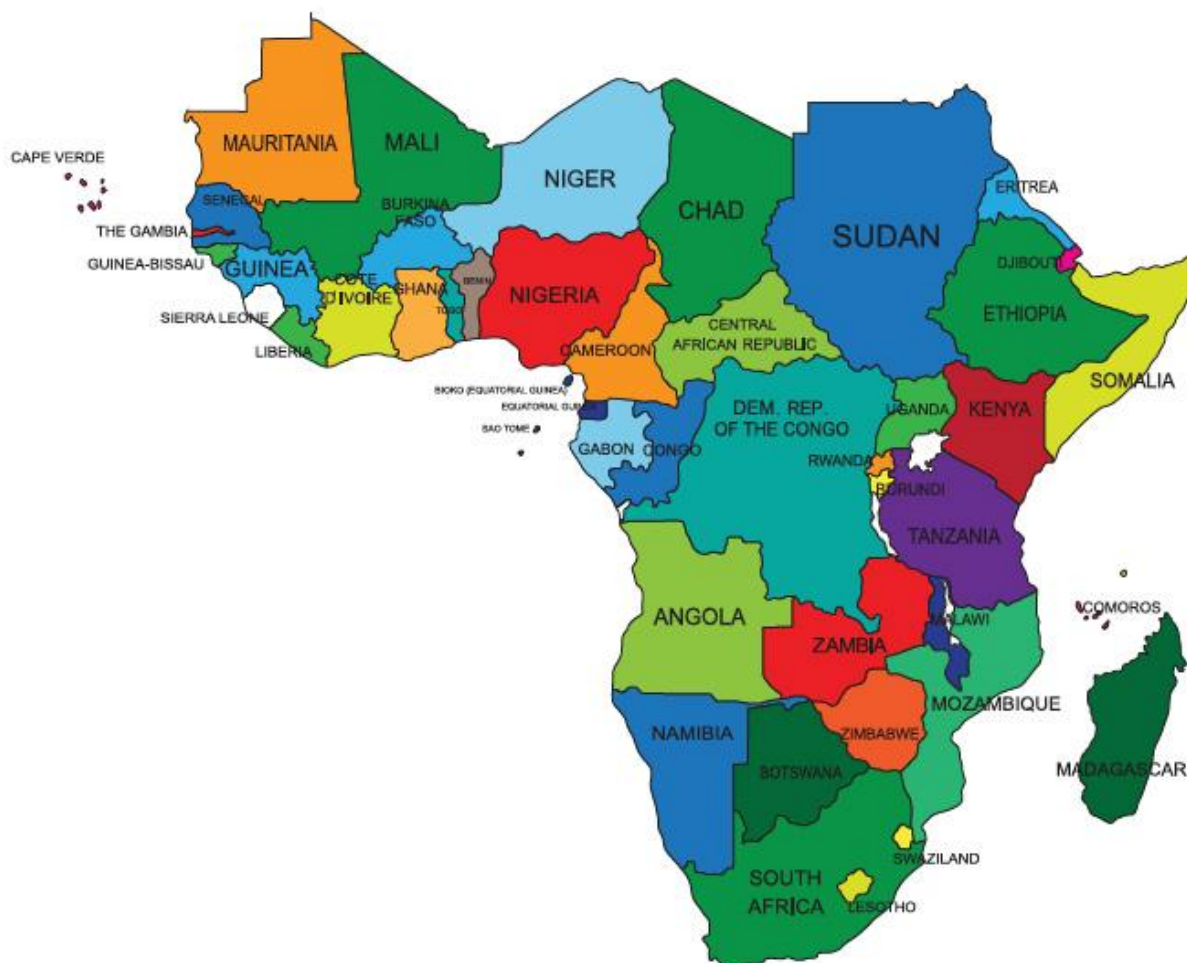 MAURITANIA
MALI
NIGER
CHAD
SUDAN
ERITREA
CAPE VERDE
SENEGAL
BURKINA
FASO
THE GAMBIA
GUINEA-BISSAU
GUINEA
COTE
D'IVOIRE
GHANA
TOGO
BENIN
NIGERIA
DJIBOUTI
ETHIOPIA
SIERRA LEONE
LIBERIA
CAMEROON
CENTRAL
AFRICAN REPUBLIC
SOMALIA
BIOKO (EQUATORIAL GUINEA)
EQUATORIAL GUINEA
SAO TOME
GABON
CONGO
DEM. REP.
OF THE CONGO
UGANDA
KENYA
RWANDA
BURUNDI
TANZANIA
ANGOLA
ZAMBIA
MALAWI
COMOROS
MOZAMBIQUE
NAMIBIA
ZIMBABWE
BOTSWANA
MADAGASCAR
SWAZILAND
SOUTH
AFRICA
LESOTHO